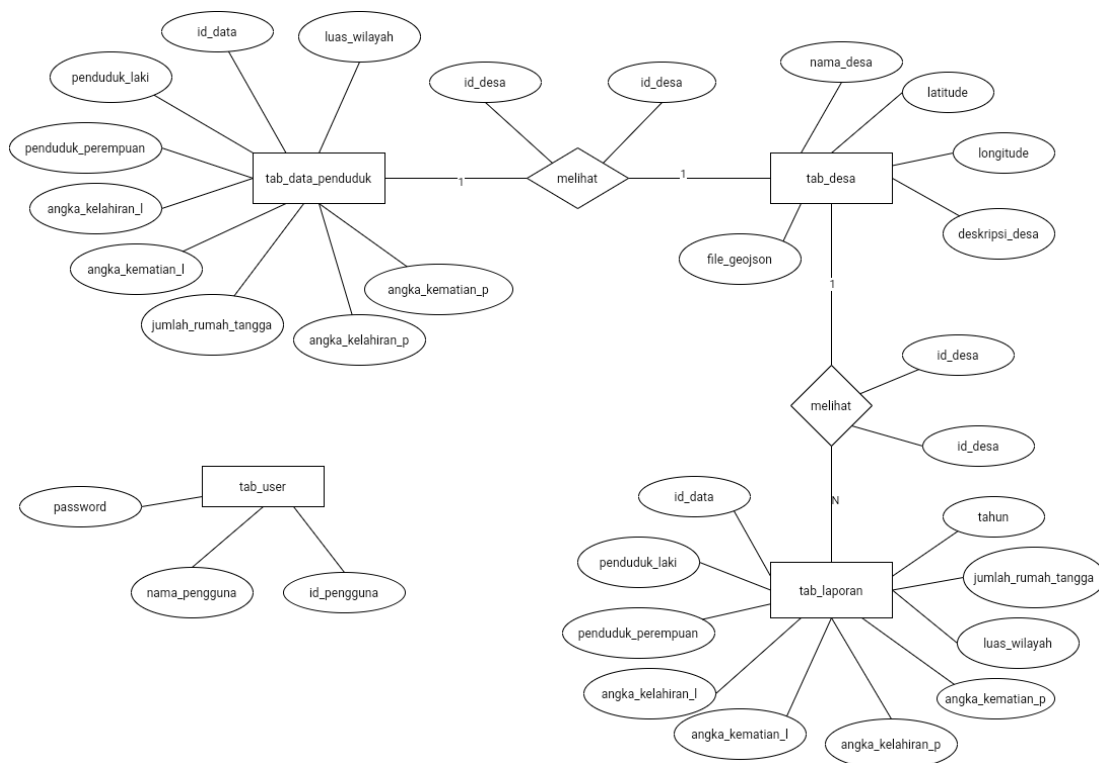 id_data
luas_wilayah
penduduk_laki
penduduk_perempuan
angka_kelahiran_l
angka_kematian_l
jumlah_rumah_tangga
angka_kelahiran_p
angka_kematian_p
tab_data_penduduk
1
id_desa
id_desa
melihat
1
nama_desa
latitude
longitude
deskripsi_desa
file_geojson
tab_desa
1
melihat
id_desa
id_desa
N
tab_user
password
nama_pengguna
id_pengguna
id_data
tahun
penduduk_laki
jumlah_rumah_tangga
tab_laporan
penduduk_perempuan
luas_wilayah
angka_kelahiran_l
angka_kematian_p
angka_kematian_l
angka_kelahiran_p